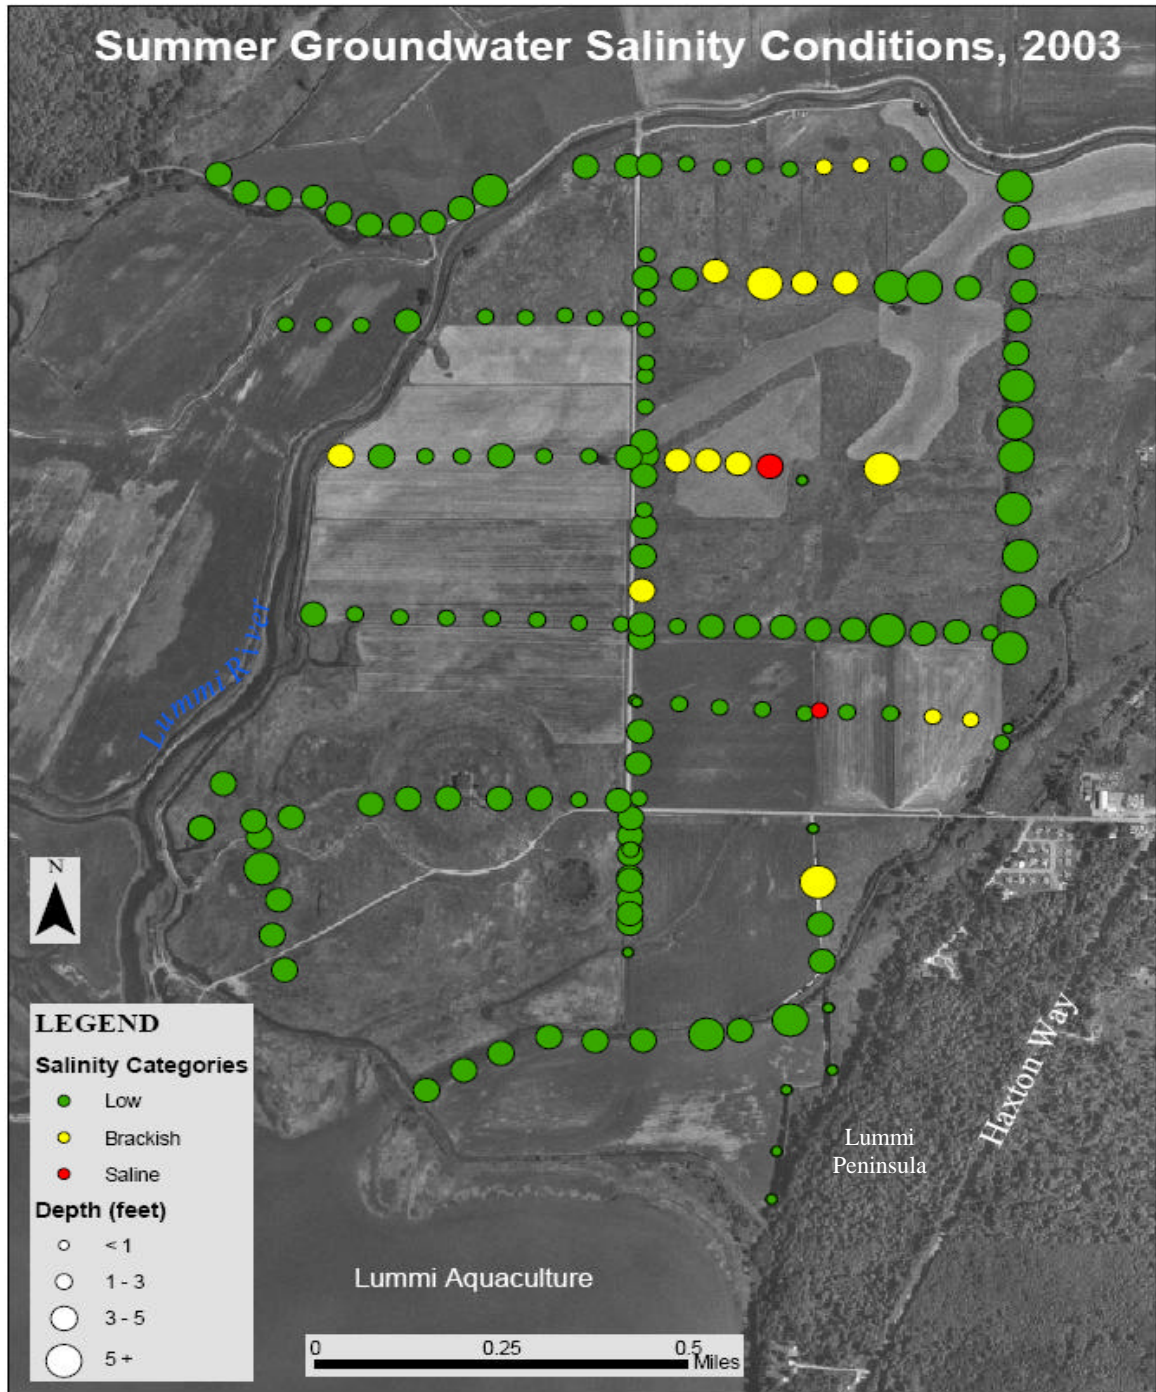 Summer Groundwater Salinity Conditions, 2003
Lummi River
N
LEGEND
Salinity Categories
Low
Brackish
Saline
Depth (feet)
< 1
1 - 3
3 - 5
5 +
Haxton Way
Lummi
Peninsula
Lummi Aquaculture
0 0.25 0.5
Miles